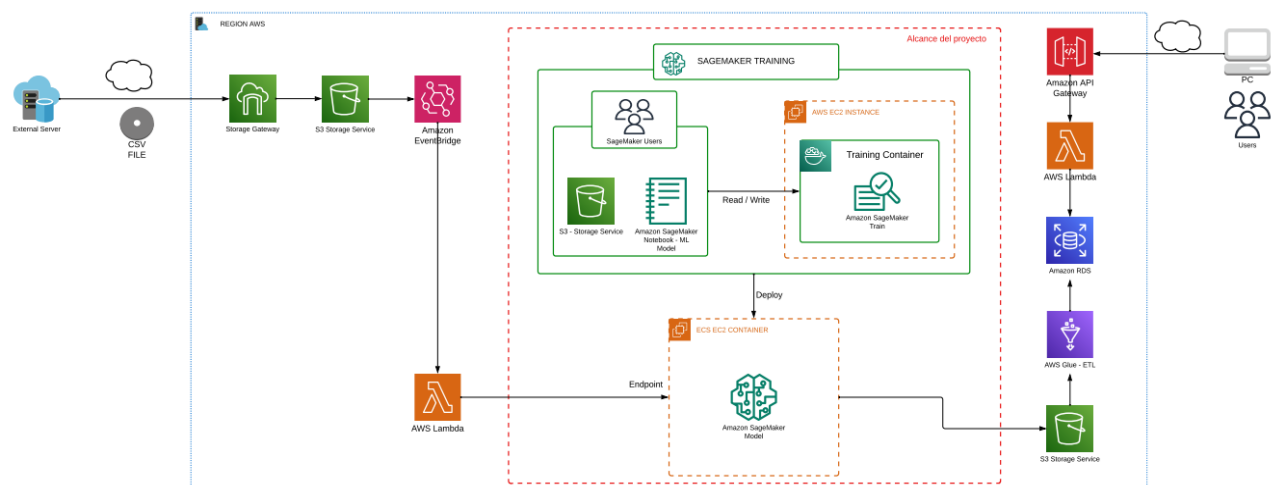 REGION AWS
Alcance del proyecto
SAGEMAKER TRAINING
External Server
CSV
FILE
Storage Gateway
S3 Storage Service
Amazon
EventBridge
SageMaker Users
S3 - Storage Service
Amazon SageMaker
Notebook - ML
Model
Read / Write
AWS EC2 INSTANCE
Training Container
Amazon SageMaker
Train
Deploy
ECS EC2 CONTAINER
Amazon SageMaker
Model
AWS Lambda
Endpoint
Amazon API
Gateway
PC
Users
AWS Lambda
Amazon RDS
AWS Glue - ETL
S3 Storage Service